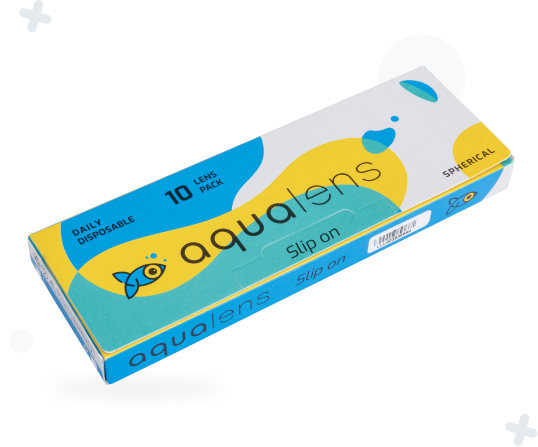 DAILY
DISPOSABLE
10 LENS
PACK
SPHERICAL
aqualens
Slip on
aqualens Slip on